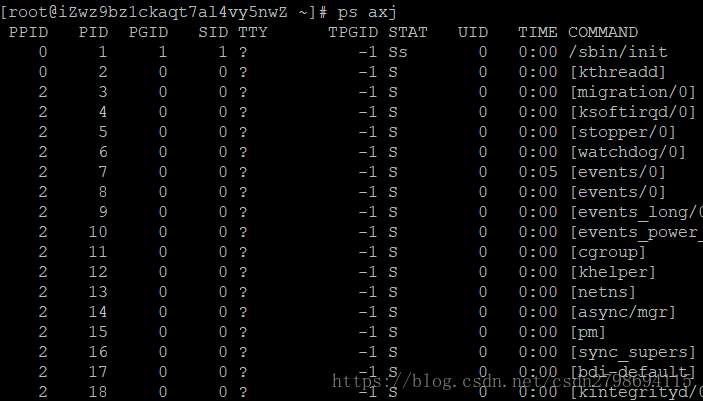 [root@iZwz9bz1ckaqt7al4vy5nwZ ~]# ps axj
PPID PID PGID SID TTY TPGID STAT UID TIME COMMAND
0 1 1 1 ? -1 Ss 0 0:00 /sbin/init
0 2 0 0 ? -1 S 0 0:00 [kthreadd]
2 3 0 0 ? -1 S 0 0:00 [migration/0]
2 4 0 0 ? -1 S 0 0:00 [ksoftirqd/0]
2 5 0 0 ? -1 S 0 0:00 [stopper/0]
2 6 0 0 ? -1 S 0 0:00 [watchdog/0]
2 7 0 0 ? -1 S 0 0:05 [events/0]
2 8 0 0 ? -1 S 0 0:00 [events/0]
2 9 0 0 ? -1 S 0 0:00 [events_long/0
2 10 0 0 ? -1 S 0 0:00 [events_power_
2 11 0 0 ? -1 S 0 0:00 [cgroup]
2 12 0 0 ? -1 S 0 0:00 [khelper]
2 13 0 0 ? -1 S 0 0:00 [netns]
2 14 0 0 ? -1 S 0 0:00 [async/mgr]
2 15 0 0 ? -1 S 0 0:00 [pm]
2 16 0 0 ? -1 S 0 0:00 [sync_supers]
2 17 0 0 ? -1 S 0 0:00 [bdi-default]
2 18 0 0 ? -1 S 0 0:00 [kintegrityd/0
https://blog.csdn.net/csdn2798694115